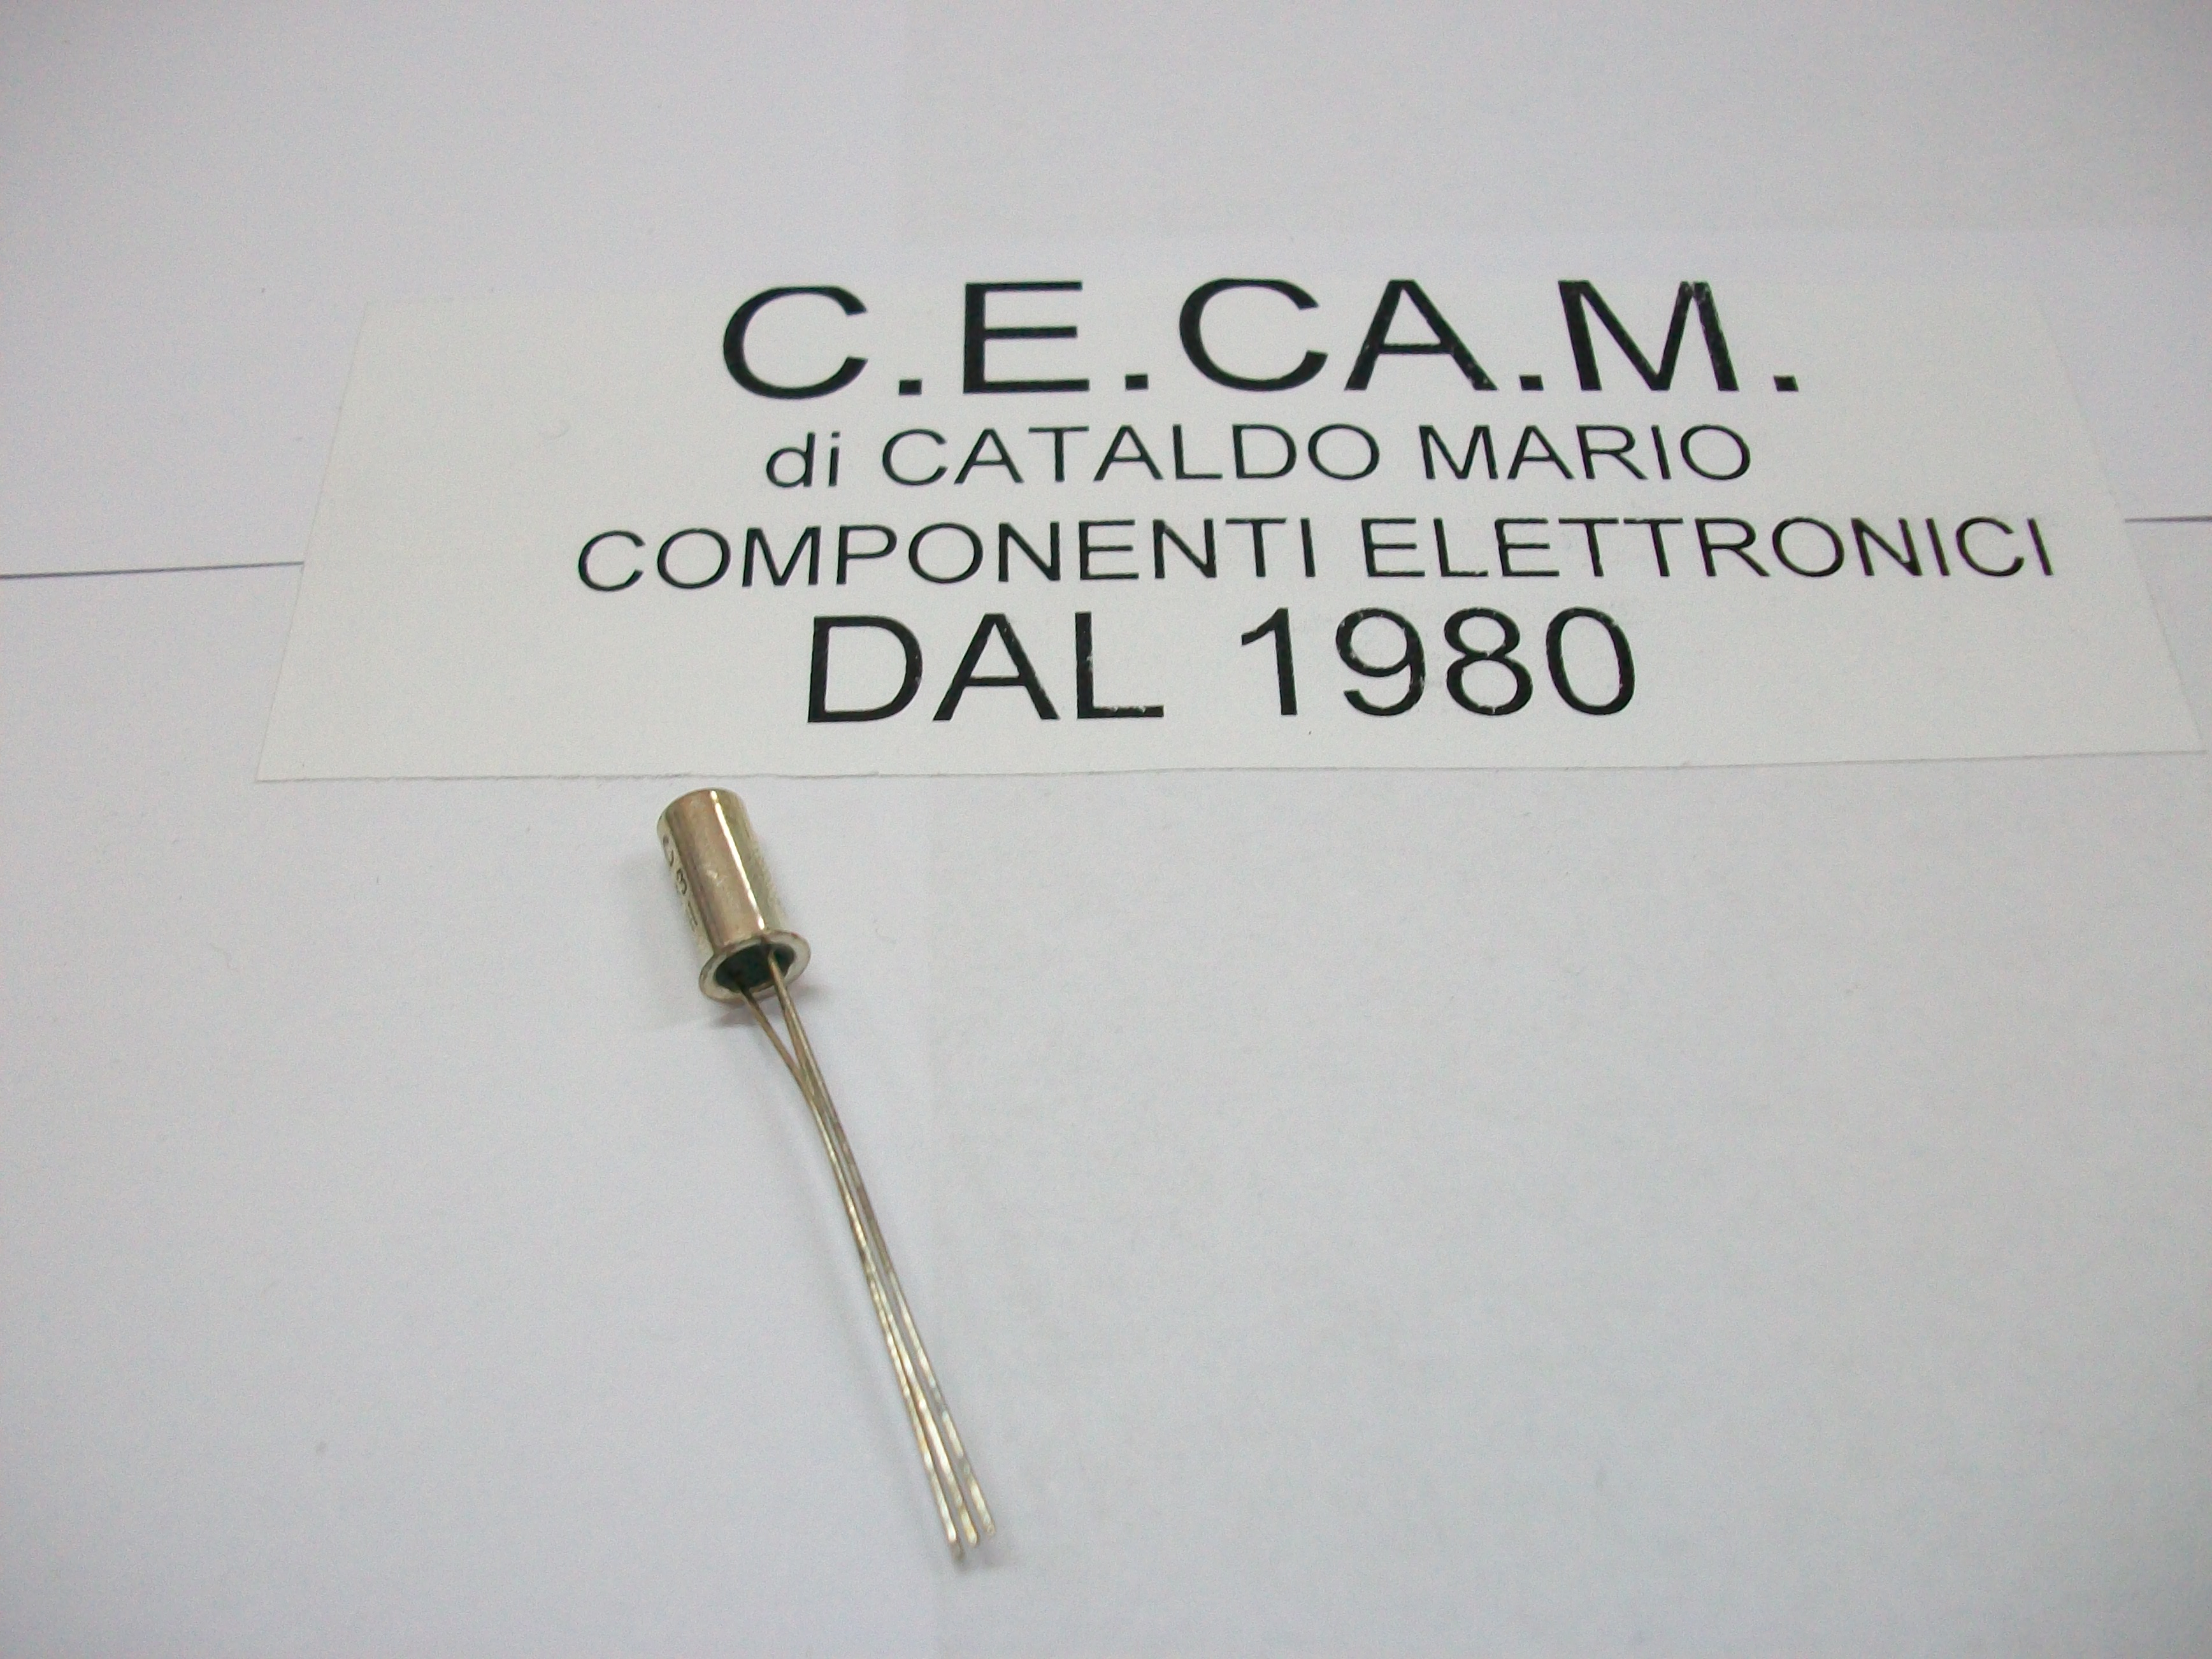 C.E.CA.M.
di CATALDO MARIO
COMPONENTI ELETTRONICI
DAL 1980